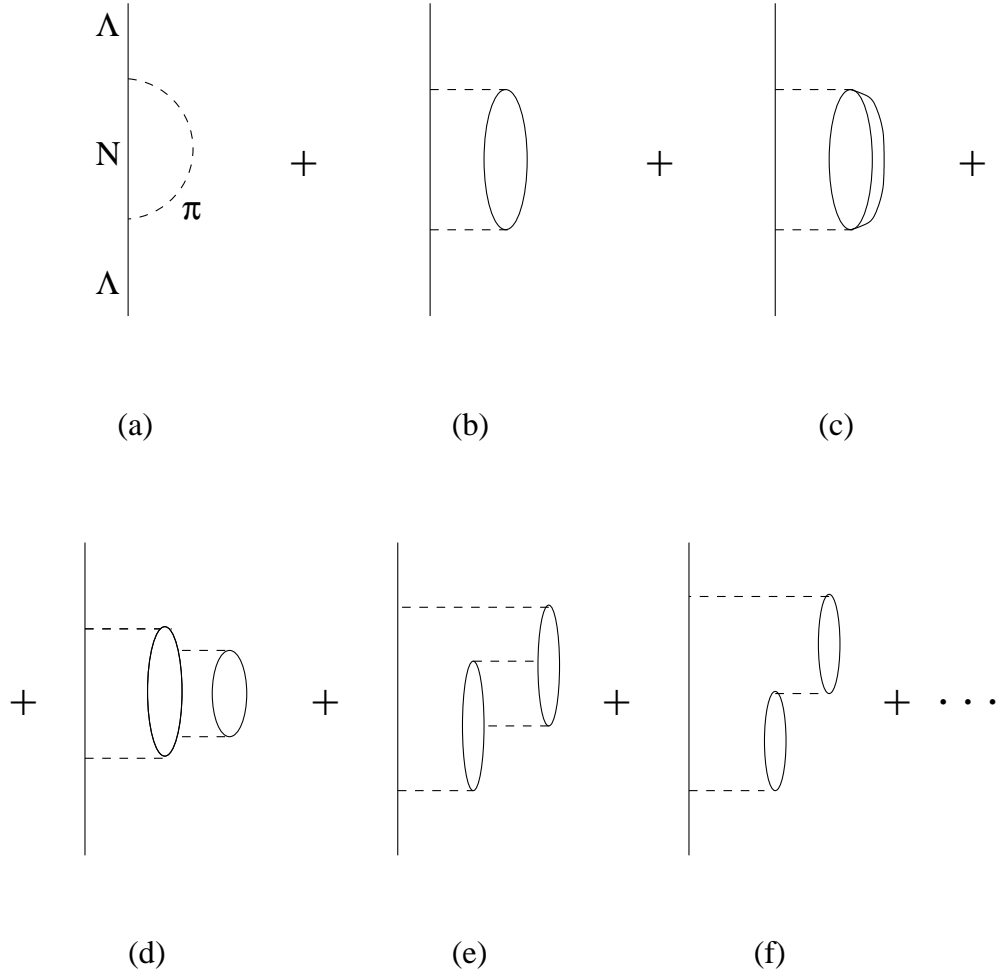 Λ
N
π
Λ
+ + +
(a) (b) (c)
+ + + + · · ·
(d) (e) (f)